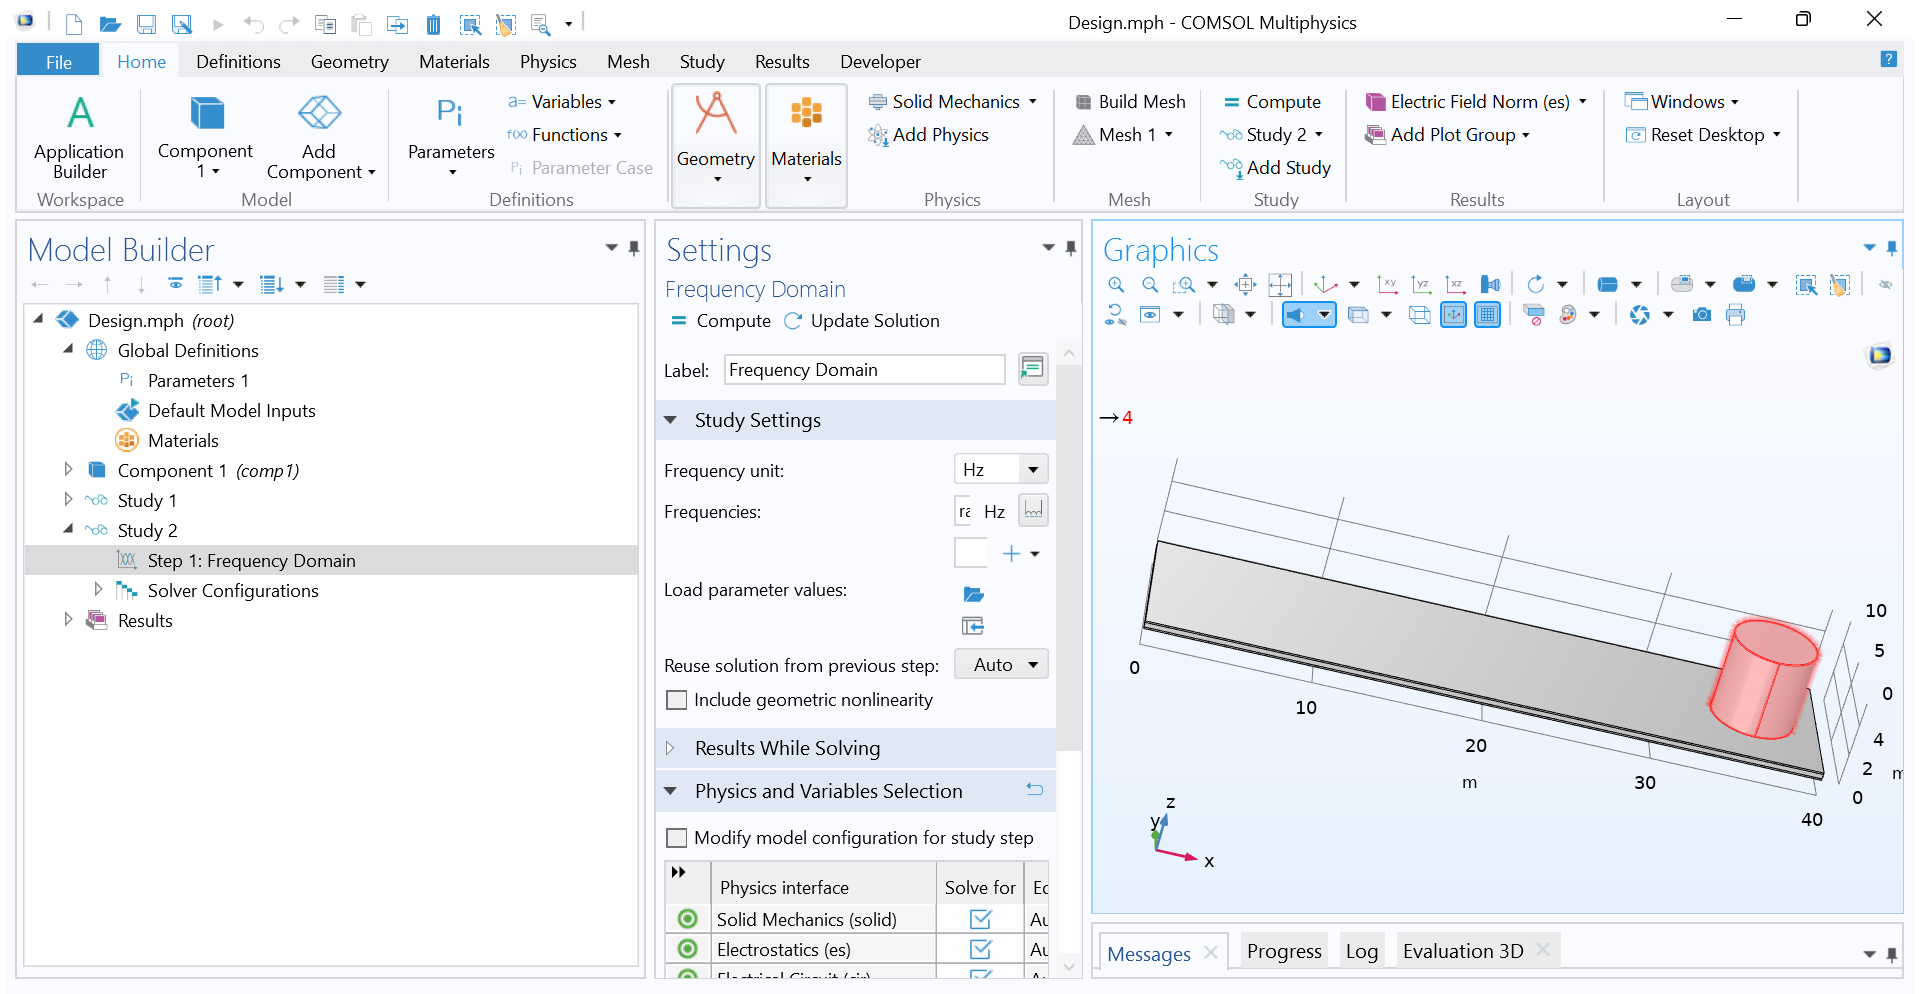 Design.mph - COMSOL Multiphysics
File Home Definitions Geometry Materials Physics Mesh Study Results Developer
Application Builder
Workspace
Component 1
Add Component
Model
Pi
Parameters
a= Variables
f(x) Functions
Pi Parameter Case
Definitions
Geometry
Materials
Solid Mechanics
Add Physics
Physics
Build Mesh
Mesh 1
Mesh
= Compute
Study 2
Add Study
Study
Electric Field Norm (es)
Add Plot Group
Results
Windows
Reset Desktop
Layout
Model Builder
Design.mph (root)
Global Definitions
Pi Parameters 1
Default Model Inputs
Materials
Component 1 (comp1)
Study 1
Study 2
Step 1: Frequency Domain
Solver Configurations
Results
Settings
Frequency Domain
= Compute Update Solution
Label: Frequency Domain
Study Settings
Frequency unit: Hz
Frequencies: Hz
Load parameter values:
Reuse solution from previous step: Auto
Include geometric nonlinearity
Results While Solving
Physics and Variables Selection
Modify model configuration for study step
Physics interface Solve for
Solid Mechanics (solid)
Electrostatics (es)
Graphics
xy yz xz
→4
0
10
20
30
40
m
10
5
0
4
2
0
m
z
y
x
Messages Progress Log Evaluation 3D